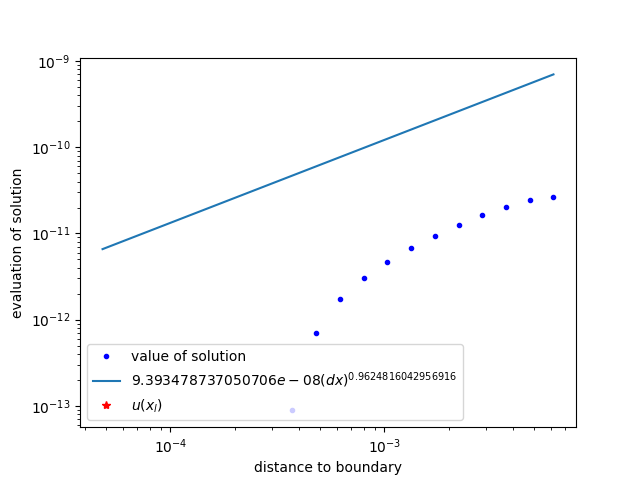 10^{-9}
10^{-10}
10^{-11}
10^{-12}
10^{-13}
evaluation of solution
value of solution
9.393478737050706e − 08(dx)^{0.9624816042956916}
u(x_I)
10^{-4}
10^{-3}
distance to boundary